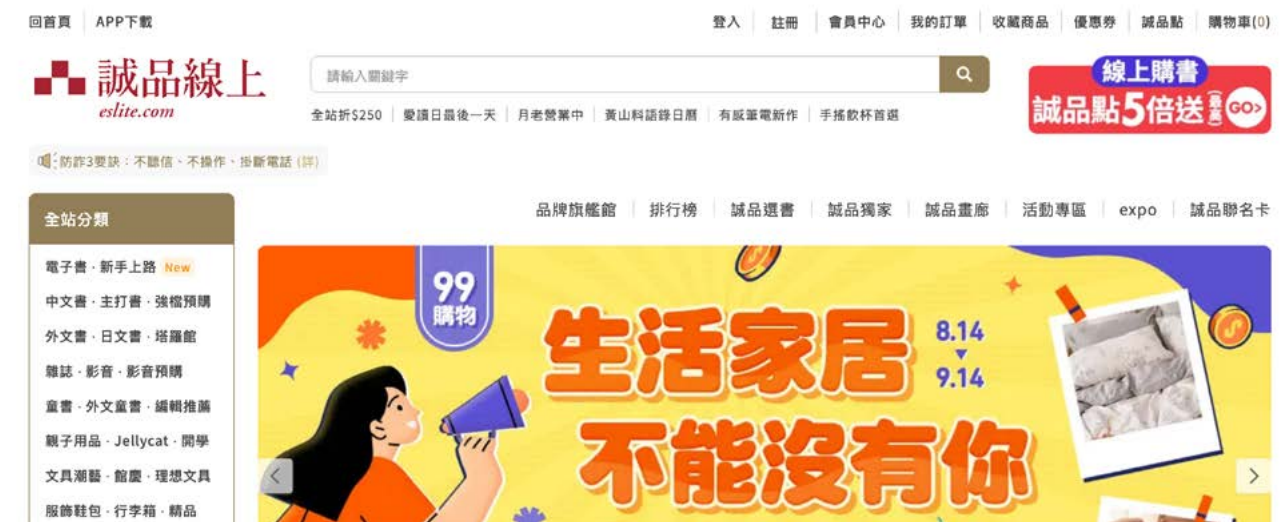 回首頁 APP下載 登入 註冊 會員中心 我的訂單 收藏商品 優惠券 誠品點 購物車(0)
誠品線上
eslite.com
請輸入關鍵字
全站折$250 愛讀日最後一天 月老營業中 黃山料語錄日曆 有感筆電新作 手搖飲杯首選
線上購書
誠品點5倍送(最高) GO>
防詐3要訣：不聽信、不操作、掛斷電話 (詳)
全站分類
品牌旗艦館 排行榜 誠品選書 誠品獨家 誠品畫廊 活動專區 expo 誠品聯名卡
電子書 · 新手上路 New
中文書 · 主打書 · 強檔預購
外文書 · 日文書 · 塔羅館
雜誌 · 影音 · 影音預購
童書 · 外文童書 · 編輯推薦
親子用品 · Jellycat · 開學
文具潮藝 · 館慶 · 理想文具
服飾鞋包 · 行李箱 · 精品
99
購物
生活家居
8.14
9.14
不能沒有你